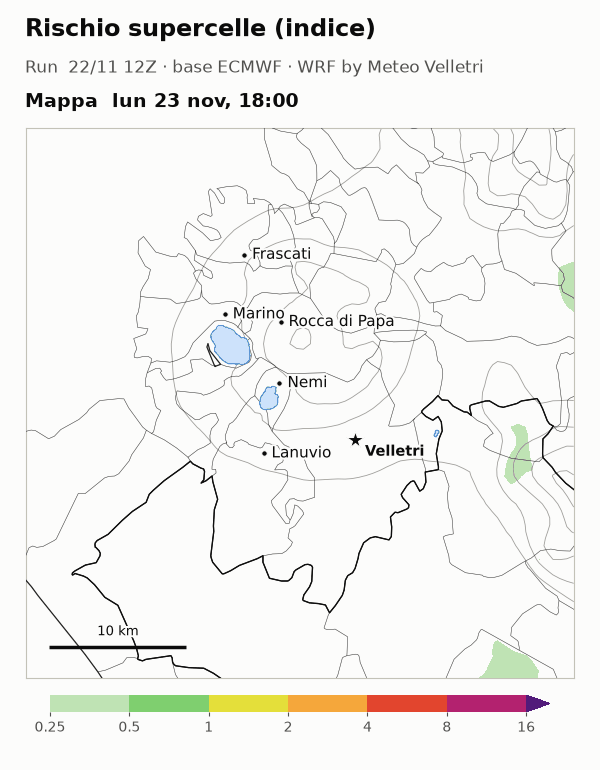 Rischio supercelle (indice)
Run  22/11 12Z · base ECMWF · WRF by Meteo Velletri
Mappa  lun 23 nov, 18:00
Frascati
Marino
Rocca di Papa
Nemi
Velletri
Lanuvio
10 km
0.25 0.5 1 2 4 8 16